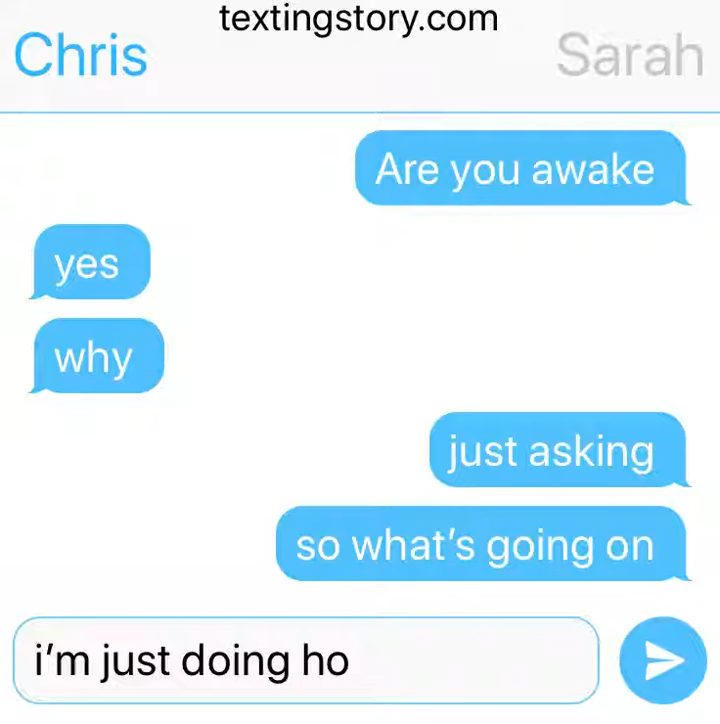 textingstory.com
Chris Sarah
Are you awake
yes
why
just asking
so what’s going on
i’m just doing ho